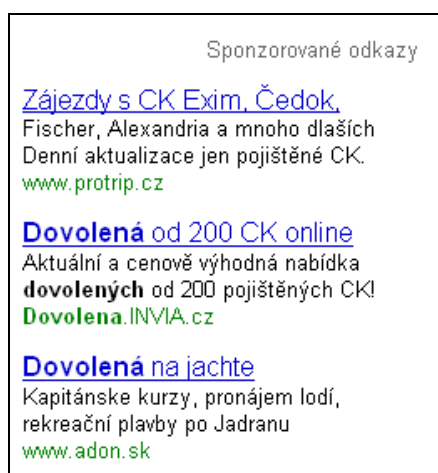 Sponzorované odkazy
Zájezdy s CK Exim, Čedok,
Fischer, Alexandria a mnoho dlaších
Denní aktualizace jen pojištěné CK.
www.protrip.cz
Dovolená od 200 CK online
Aktuální a cenově výhodná nabídka
dovolených od 200 pojištěných CK!
Dovolena.INVIA.cz
Dovolená na jachte
Kapitánske kurzy, pronájem lodí,
rekreační plavby po Jadranu
www.adon.sk